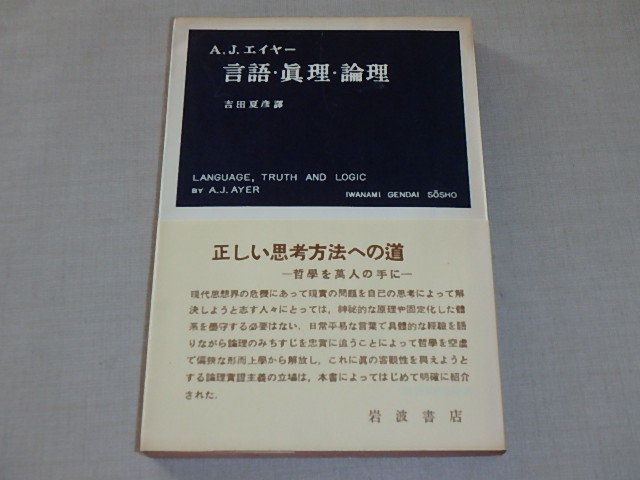 A.J.エイヤー
言語・眞理・論理
吉田夏彦譯
LANGUAGE, TRUTH AND LOGIC
BY A.J. AYER
IWANAMI GENDAI SŌSHO
正しい思考方法への道
―哲學を萬人の手に―
現代思想界の危機にあって現實の問題を自己の思考によって解
決しようと志す人々にとっては，神祕的な原理や固定化した體
系を墨守する必要はない．日常平易な言葉で具體的な經驗を語
りながら論理のみちすじを忠實に追うことによって哲學を空虚
で偏狹な形而上學から解放し，これに眞の客觀性を與えようと
する論理實證主義の立場は，本書によってはじめて明確に紹介
された．
岩波書店